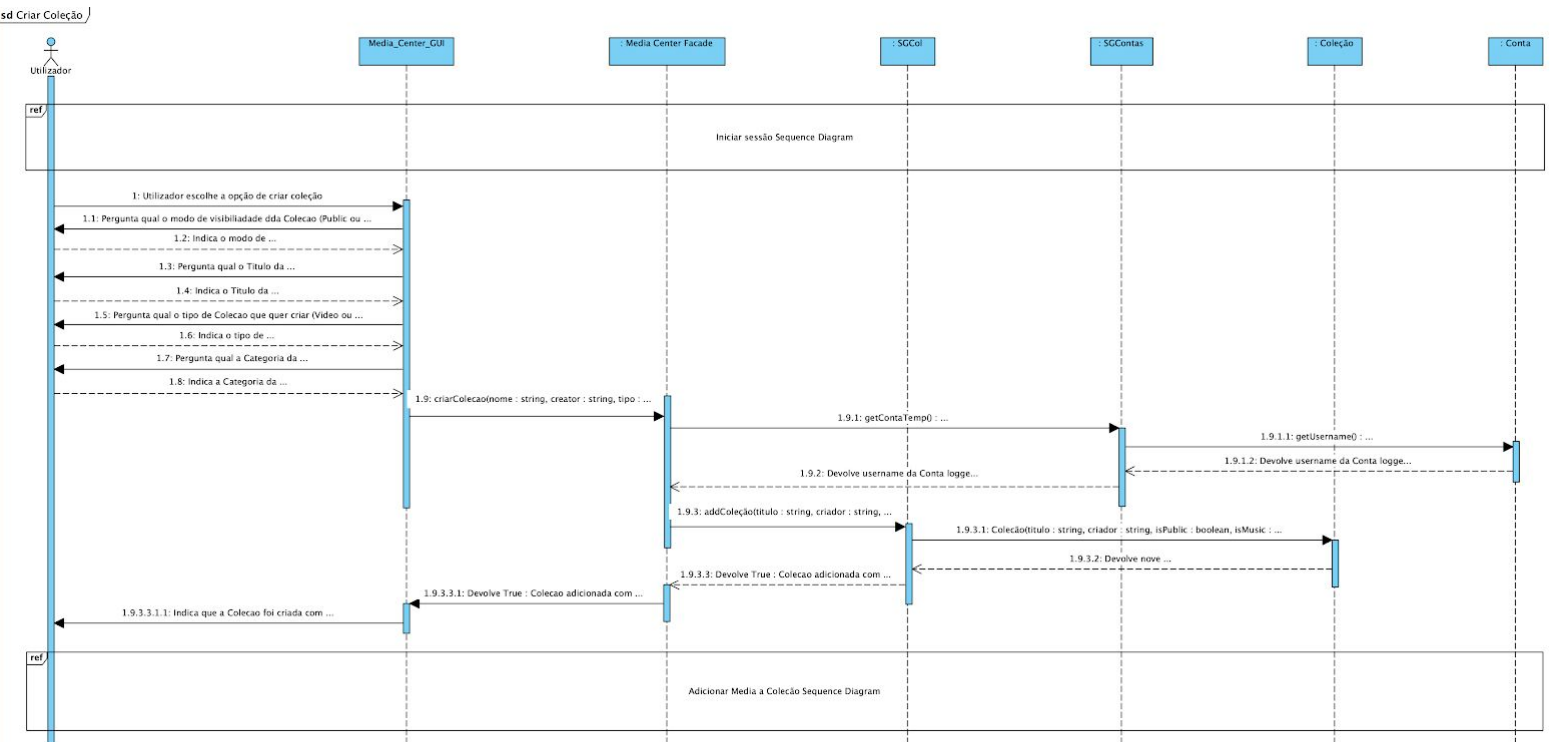 sd Criar Coleção
Utilizador
Media_Center_GUI
: Media Center Facade
: SGCol
: SGContas
: Coleção
: Conta
ref
Iniciar sessão Sequence Diagram
1: Utilizador escolhe a opção de criar coleção
1.1: Pergunta qual o modo de visibiliadade dda Colecao (Public ou ...
1.2: Indica o modo de ...
1.3: Pergunta qual o Titulo da ...
1.4: Indica o Titulo da ...
1.5: Pergunta qual o tipo de Colecao que quer criar (Video ou ...
1.6: Indica o tipo de ...
1.7: Pergunta qual a Categoria da ...
1.8: Indica a Categoria da ...
1.9: criarColecao(nome : string, creator : string, tipo : ...
1.9.1: getContaTemp() : ...
1.9.1.1: getUsername() : ...
1.9.1.2: Devolve username da Conta logge...
1.9.2: Devolve username da Conta logge...
1.9.3: addColeção(titulo : string, criador : string, ...
1.9.3.1: Colecão(titulo : string, criador : string, isPublic : boolean, isMusic : ...
1.9.3.2: Devolve nove ...
1.9.3.3: Devolve True : Colecao adicionada com ...
1.9.3.3.1: Devolve True : Colecao adicionada com ...
1.9.3.3.1.1: Indica que a Colecao foi criada com ...
ref
Adicionar Media a Colecão Sequence Diagram